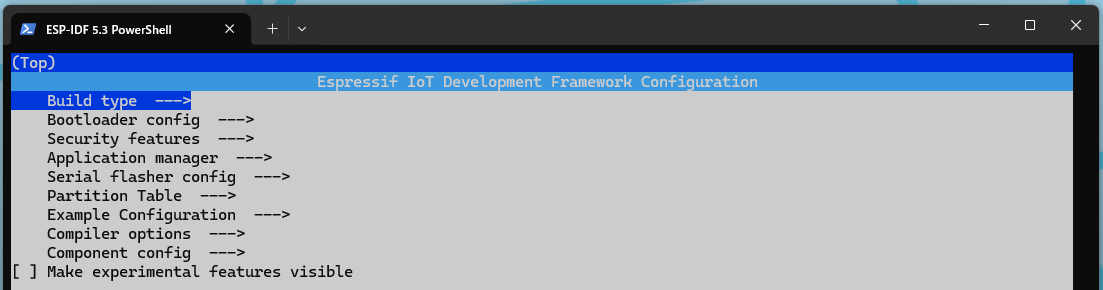 ESP-IDF 5.3 PowerShell
(Top)
Espressif IoT Development Framework Configuration
Build type --->
Bootloader config --->
Security features --->
Application manager --->
Serial flasher config --->
Partition Table --->
Example Configuration --->
Compiler options --->
Component config --->
[ ] Make experimental features visible